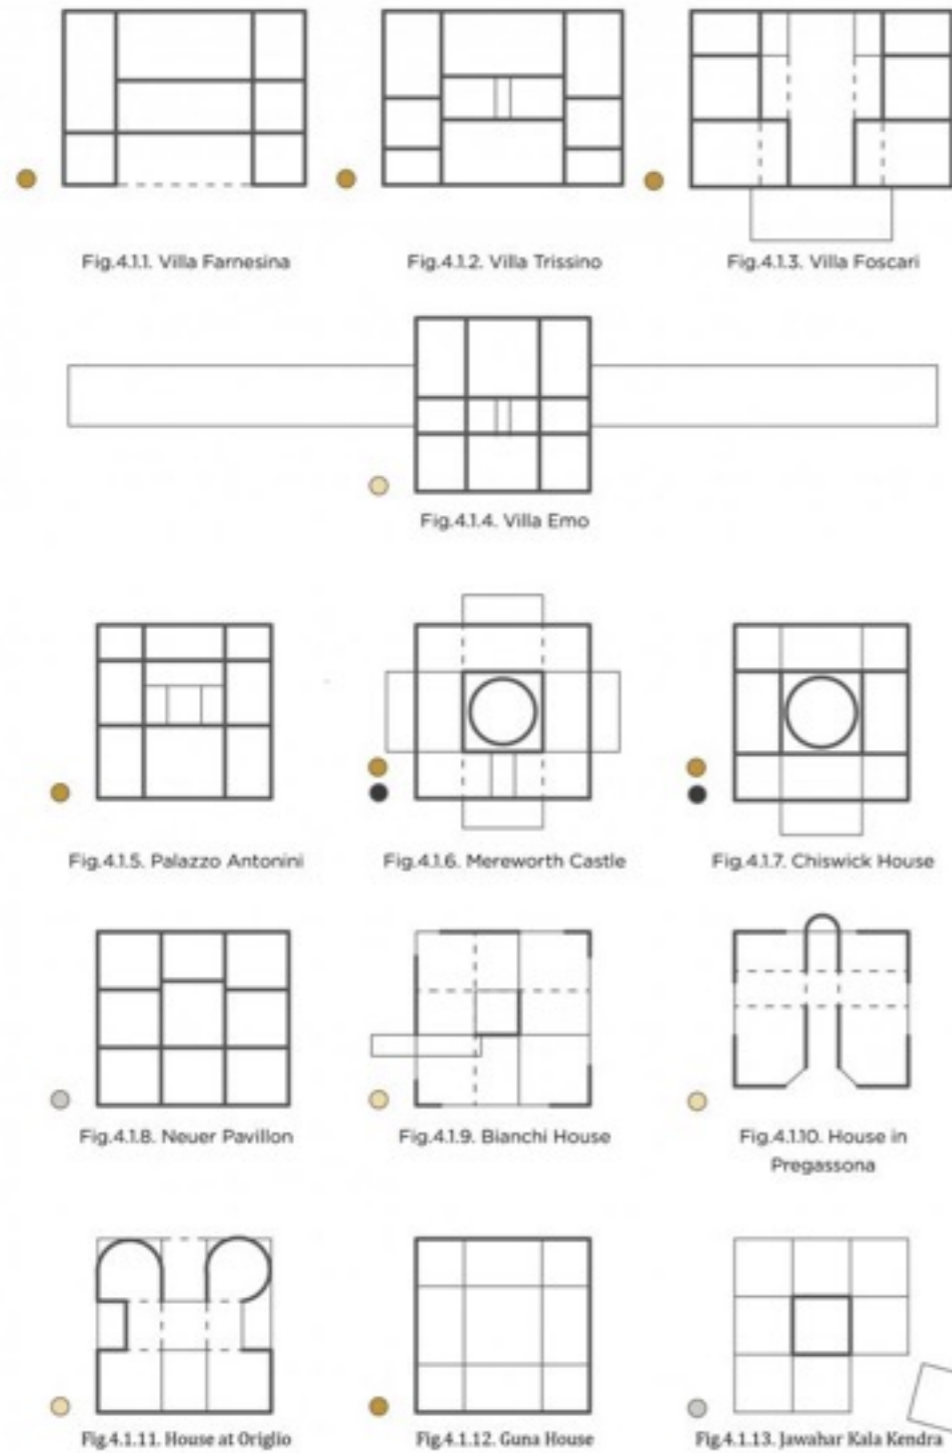 Fig.4.1.1. Villa Farnesina
Fig.4.1.2. Villa Trissino
Fig.4.1.3. Villa Foscari
Fig.4.1.4. Villa Emo
Fig.4.1.5. Palazzo Antonini
Fig.4.1.6. Mereworth Castle
Fig.4.1.7. Chiswick House
Fig.4.1.8. Neuer Pavillon
Fig.4.1.9. Bianchi House
Fig.4.1.10. House in
Pregassona
Fig.4.1.11. House at Origlio
Fig.4.1.12. Guna House
Fig.4.1.13. Jawahar Kala Kendra